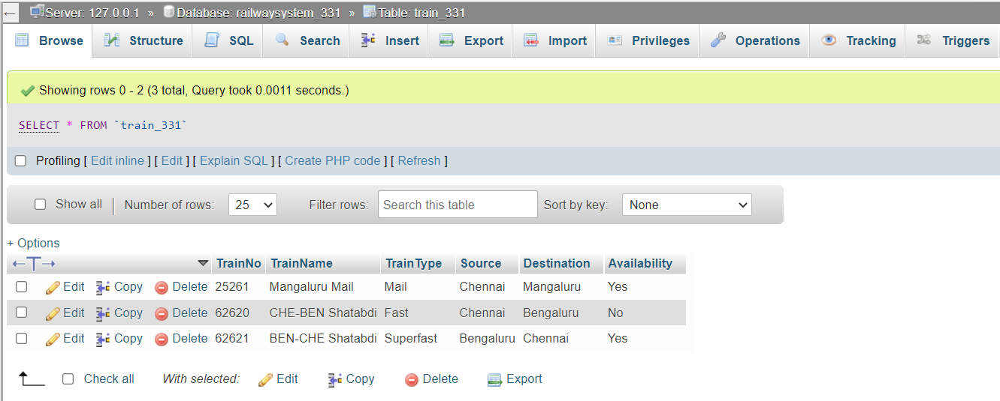 Server: 127.0.0.1 » Database: railwaysystem_331 » Table: train_331
Browse Structure SQL Search Insert Export Import Privileges Operations Tracking Triggers
Showing rows 0 - 2 (3 total, Query took 0.0011 seconds.)
SELECT * FROM `train_331`
Profiling [ Edit inline ] [ Edit ] [ Explain SQL ] [ Create PHP code ] [ Refresh ]
Show all | Number of rows: 25 Filter rows: Search this table Sort by key: None
+ Options
←T→ TrainNo TrainName TrainType Source Destination Availability
Edit Copy Delete 25261 Mangaluru Mail Mail Chennai Mangaluru Yes
Edit Copy Delete 62620 CHE-BEN Shatabdi Fast Chennai Bengaluru No
Edit Copy Delete 62621 BEN-CHE Shatabdi Superfast Bengaluru Chennai Yes
Check all With selected: Edit Copy Delete Export